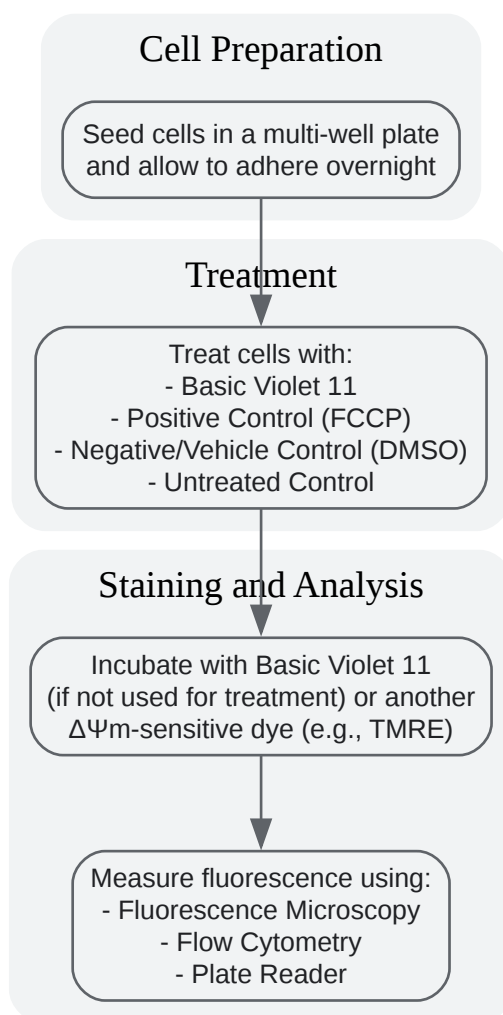 Cell Preparation
Seed cells in a multi-well plate
and allow to adhere overnight
Treatment
Treat cells with:
- Basic Violet 11
- Positive Control (FCCP)
- Negative/Vehicle Control (DMSO)
- Untreated Control
Staining and Analysis
Incubate with Basic Violet 11
(if not used for treatment) or another
ΔΨm-sensitive dye (e.g., TMRE)
Measure fluorescence using:
- Fluorescence Microscopy
- Flow Cytometry
- Plate Reader